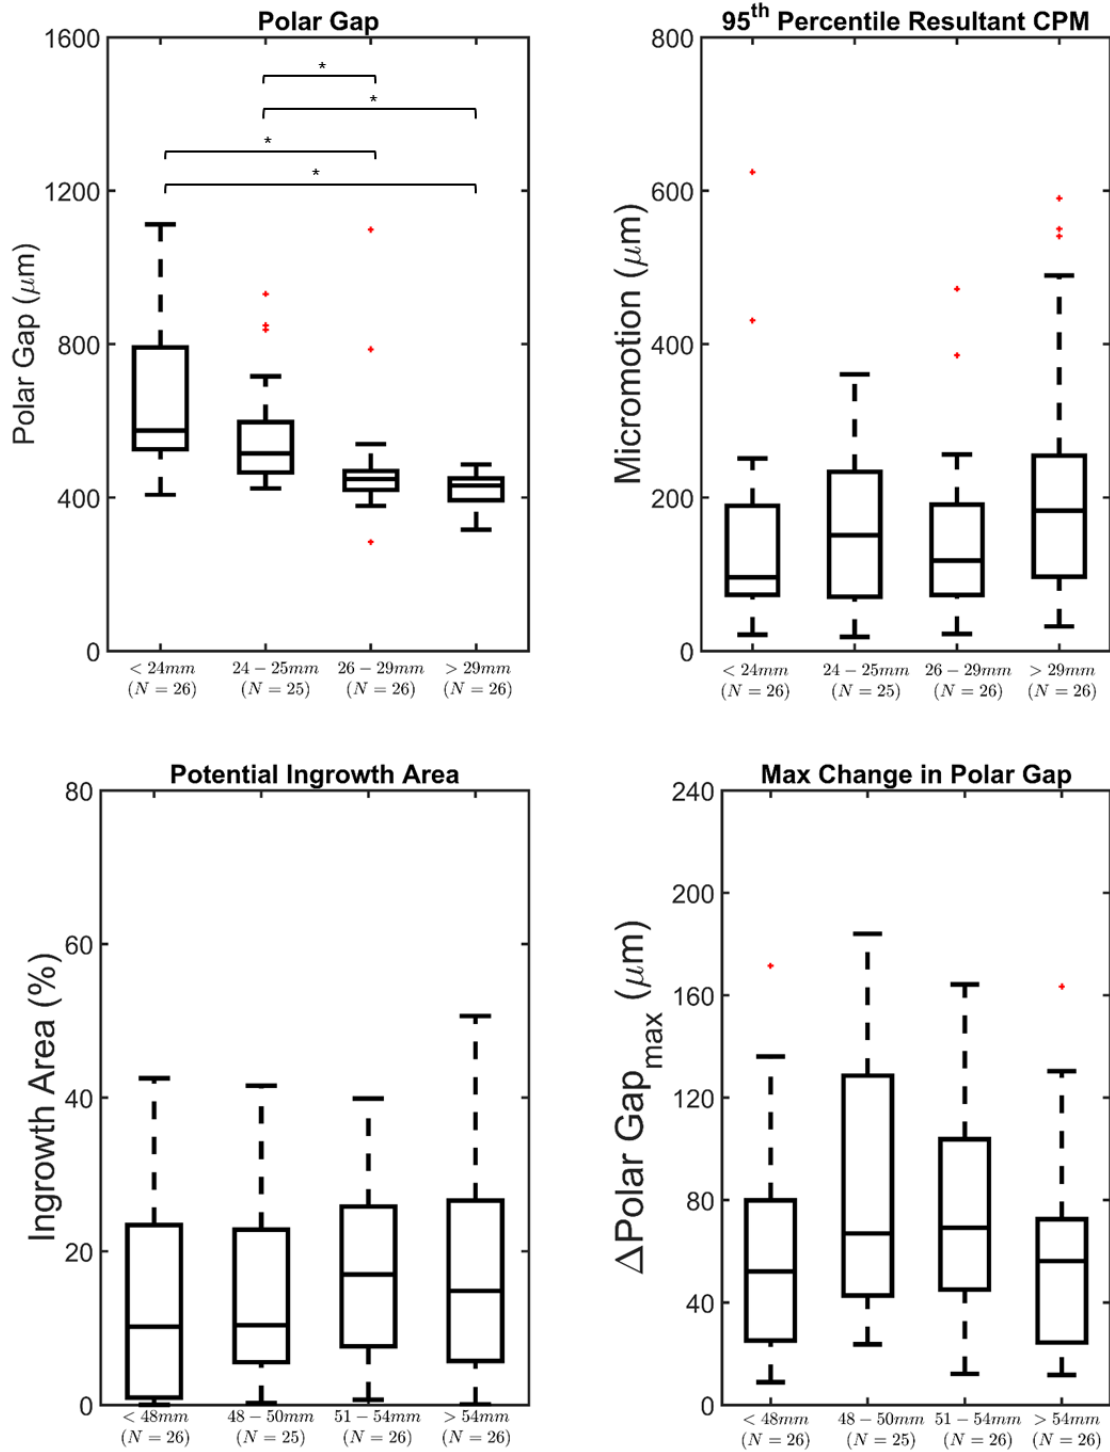 Polar Gap
1600
1200
800
400
0
Polar Gap (μm)
*
*
*
*
< 24mm
(N = 26)
24 − 25mm
(N = 25)
26 − 29mm
(N = 26)
> 29mm
(N = 26)
95th Percentile Resultant CPM
800
600
400
200
0
Micromotion (μm)
< 24mm
(N = 26)
24 − 25mm
(N = 25)
26 − 29mm
(N = 26)
> 29mm
(N = 26)
Potential Ingrowth Area
80
60
40
20
0
Ingrowth Area (%)
< 48mm
(N = 26)
48 − 50mm
(N = 25)
51 − 54mm
(N = 26)
> 54mm
(N = 26)
Max Change in Polar Gap
240
200
160
120
80
40
0
ΔPolar Gapmax (μm)
< 48mm
(N = 26)
48 − 50mm
(N = 25)
51 − 54mm
(N = 26)
> 54mm
(N = 26)